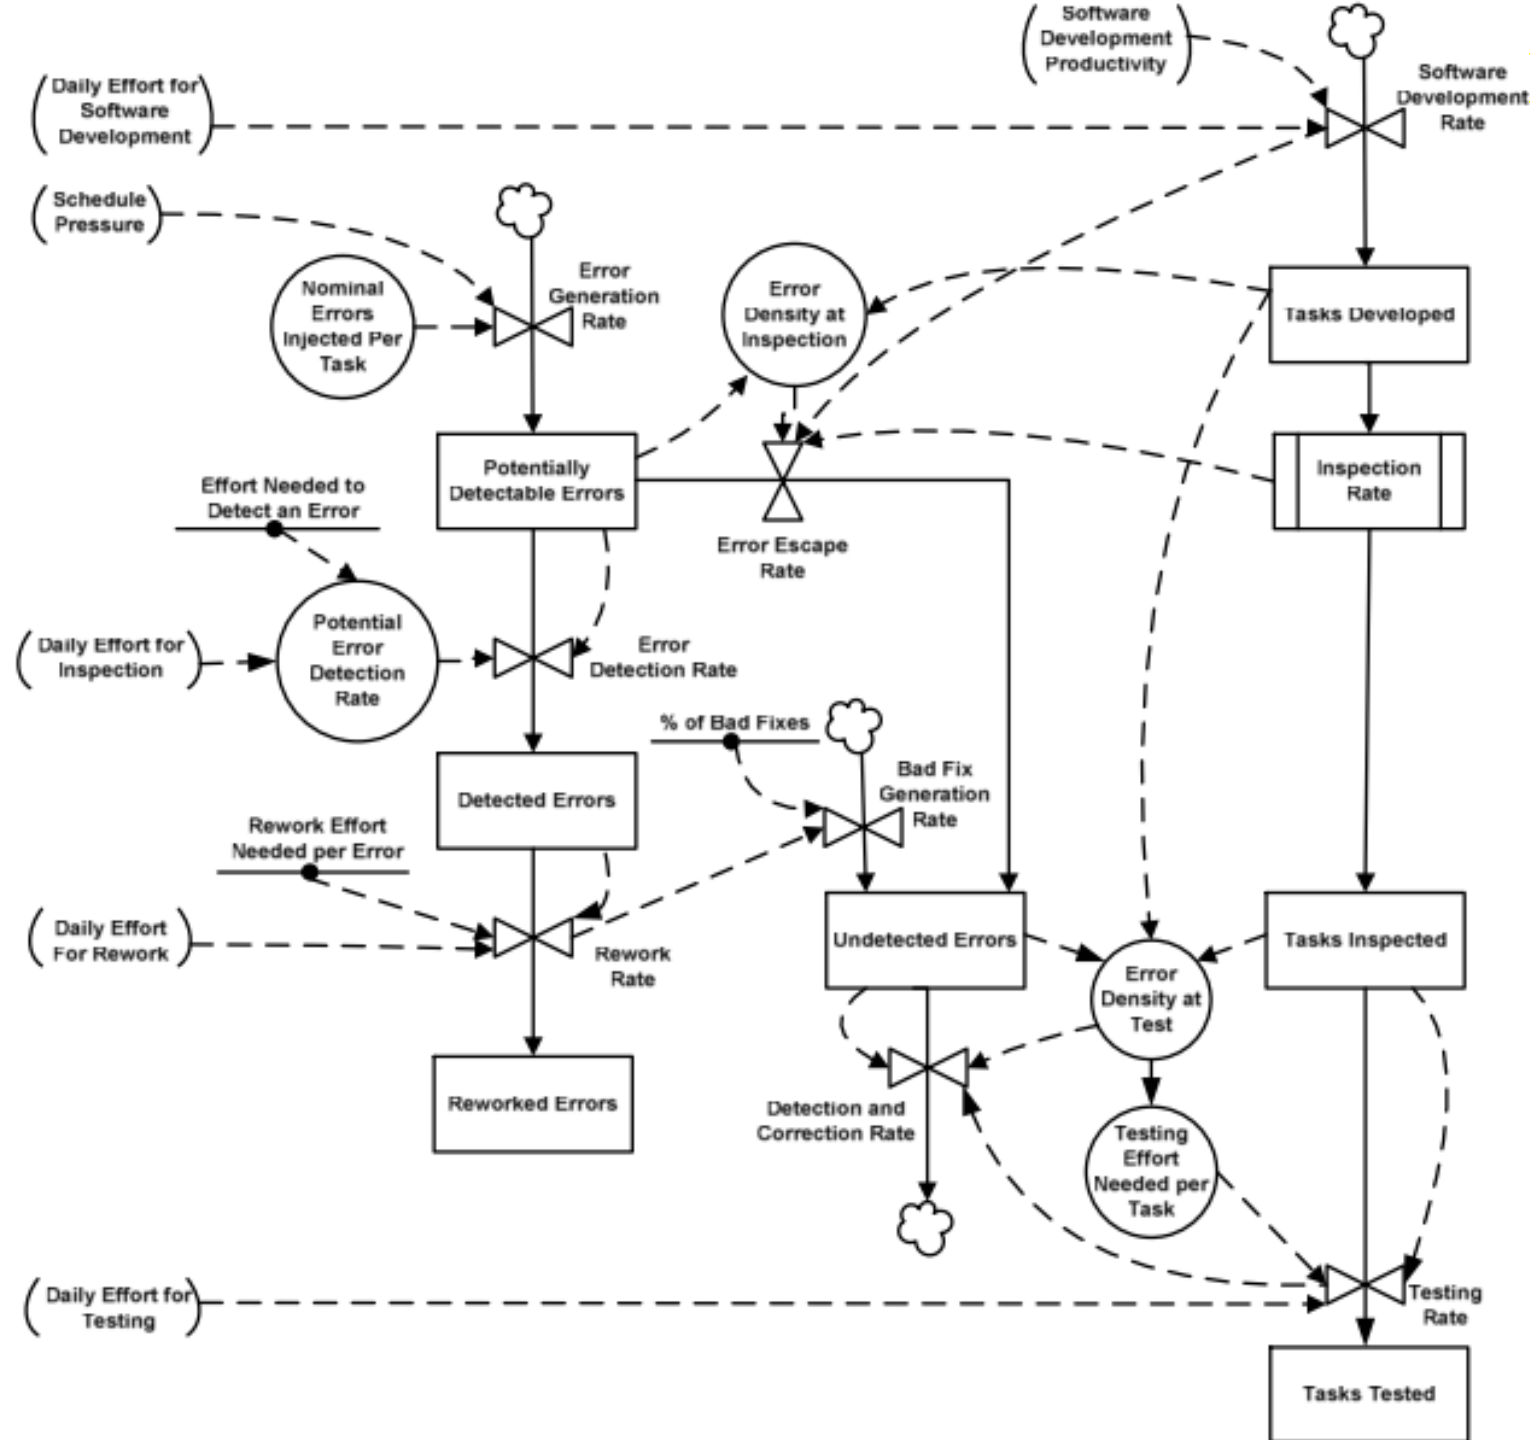 Software
Development
Productivity
Software
Development
Rate
Daily Effort for
Software
Development
Schedule
Pressure
Error
Generation
Rate
Nominal
Errors
Injected Per
Task
Error
Density at
Inspection
Tasks Developed
Potentially
Detectable Errors
Inspection
Rate
Effort Needed to
Detect an Error
Error Escape
Rate
Potential
Error
Detection
Rate
Daily Effort for
Inspection
Error
Detection Rate
% of Bad Fixes
Bad Fix
Generation
Rate
Detected Errors
Rework Effort
Needed per Error
Daily Effort
For Rework
Rework
Rate
Undetected Errors
Tasks Inspected
Error
Density at
Test
Reworked Errors
Detection and
Correction Rate
Testing
Effort
Needed per
Task
Daily Effort for
Testing
Testing
Rate
Tasks Tested